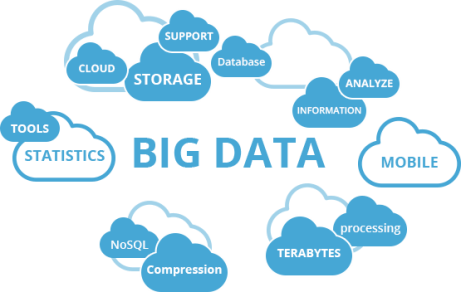 SUPPORT
CLOUD
STORAGE
Database
ANALYZE
INFORMATION
TOOLS
STATISTICS
BIG DATA
MOBILE
NoSQL
Compression
processing
TERABYTES